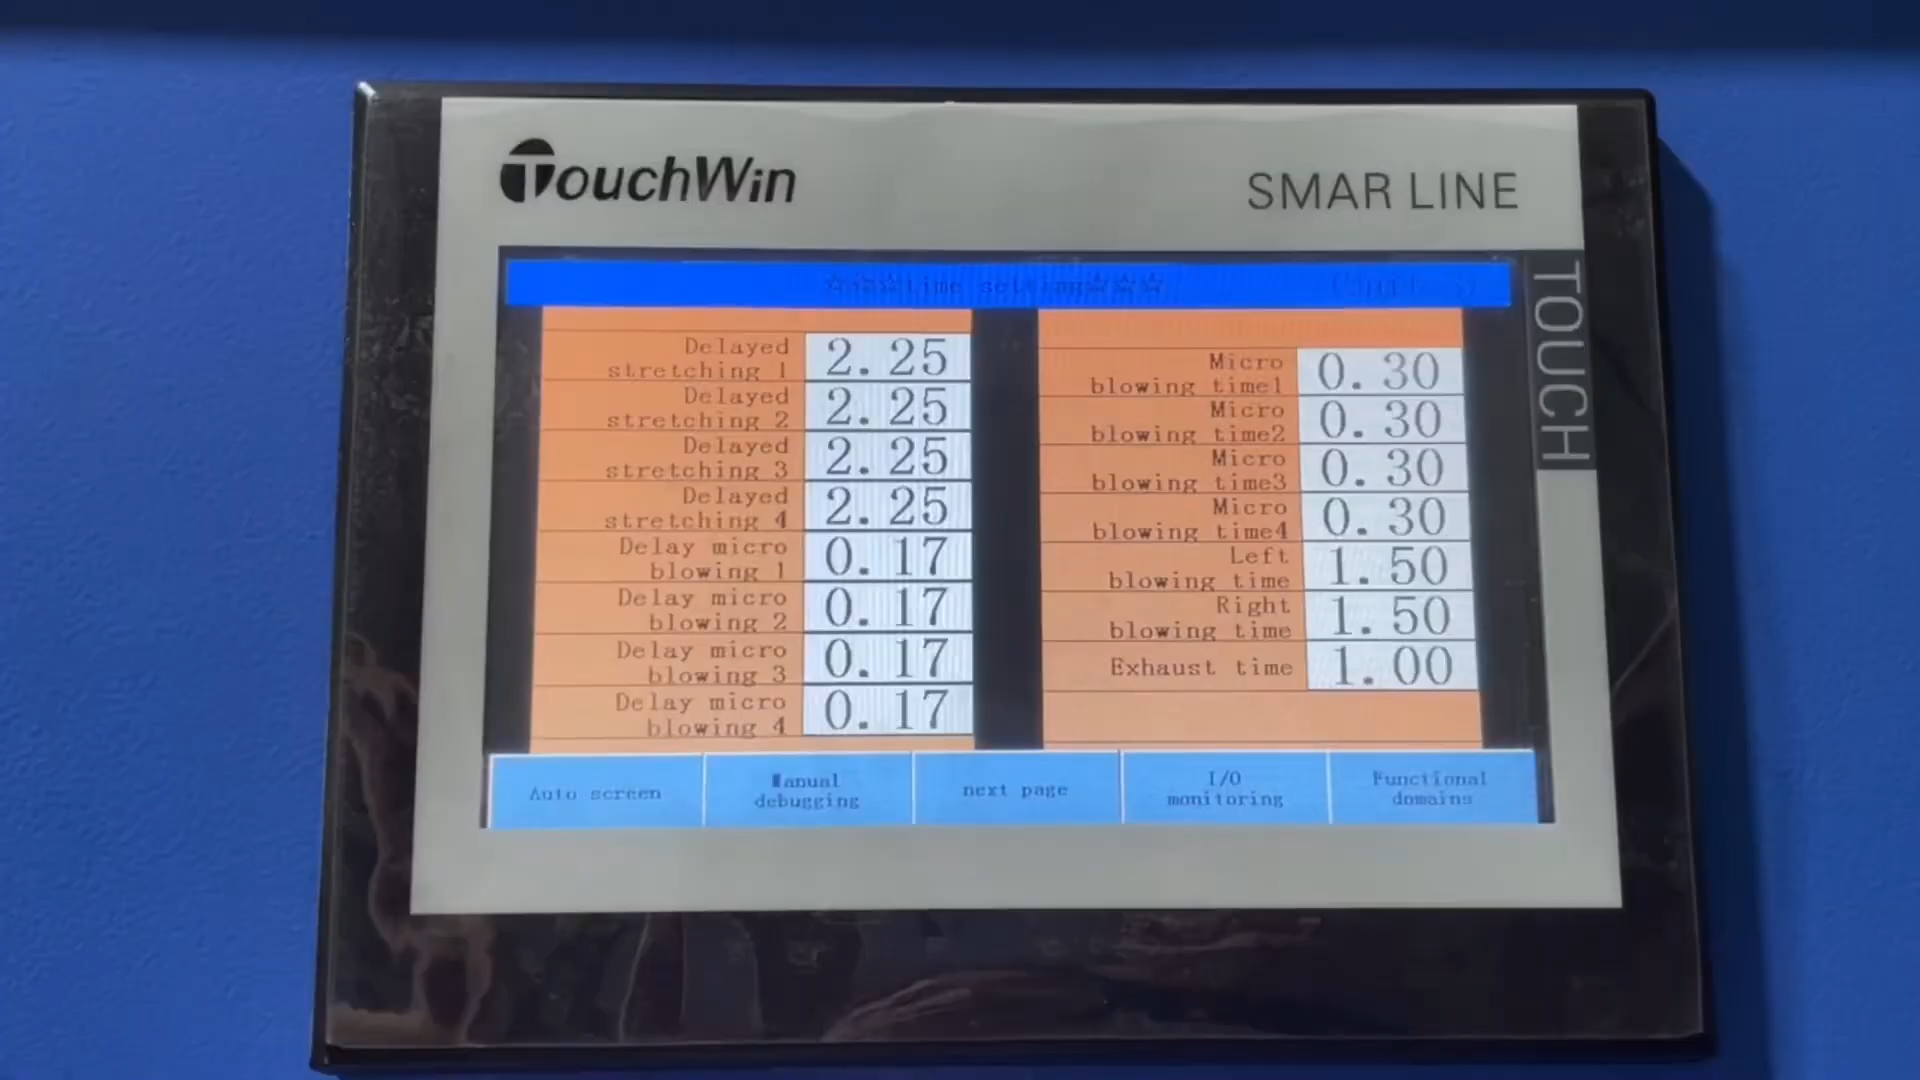 TouchWin
SMAR LINE
TOUCH
☆☆☆time setting☆☆☆
Delayed
stretching 1
2.25
Delayed
stretching 2
2.25
Delayed
stretching 3
2.25
Delayed
stretching 4
2.25
Delay micro
blowing 1
0.17
Delay micro
blowing 2
0.17
Delay micro
blowing 3
0.17
Delay micro
blowing 4
0.17
Micro
blowing time1
0.30
Micro
blowing time2
0.30
Micro
blowing time3
0.30
Micro
blowing time4
0.30
Left
blowing time
1.50
Right
blowing time
1.50
Exhaust time
1.00
Auto screen
Manual
debugging
next page
I/O
monitoring
Functional
domains